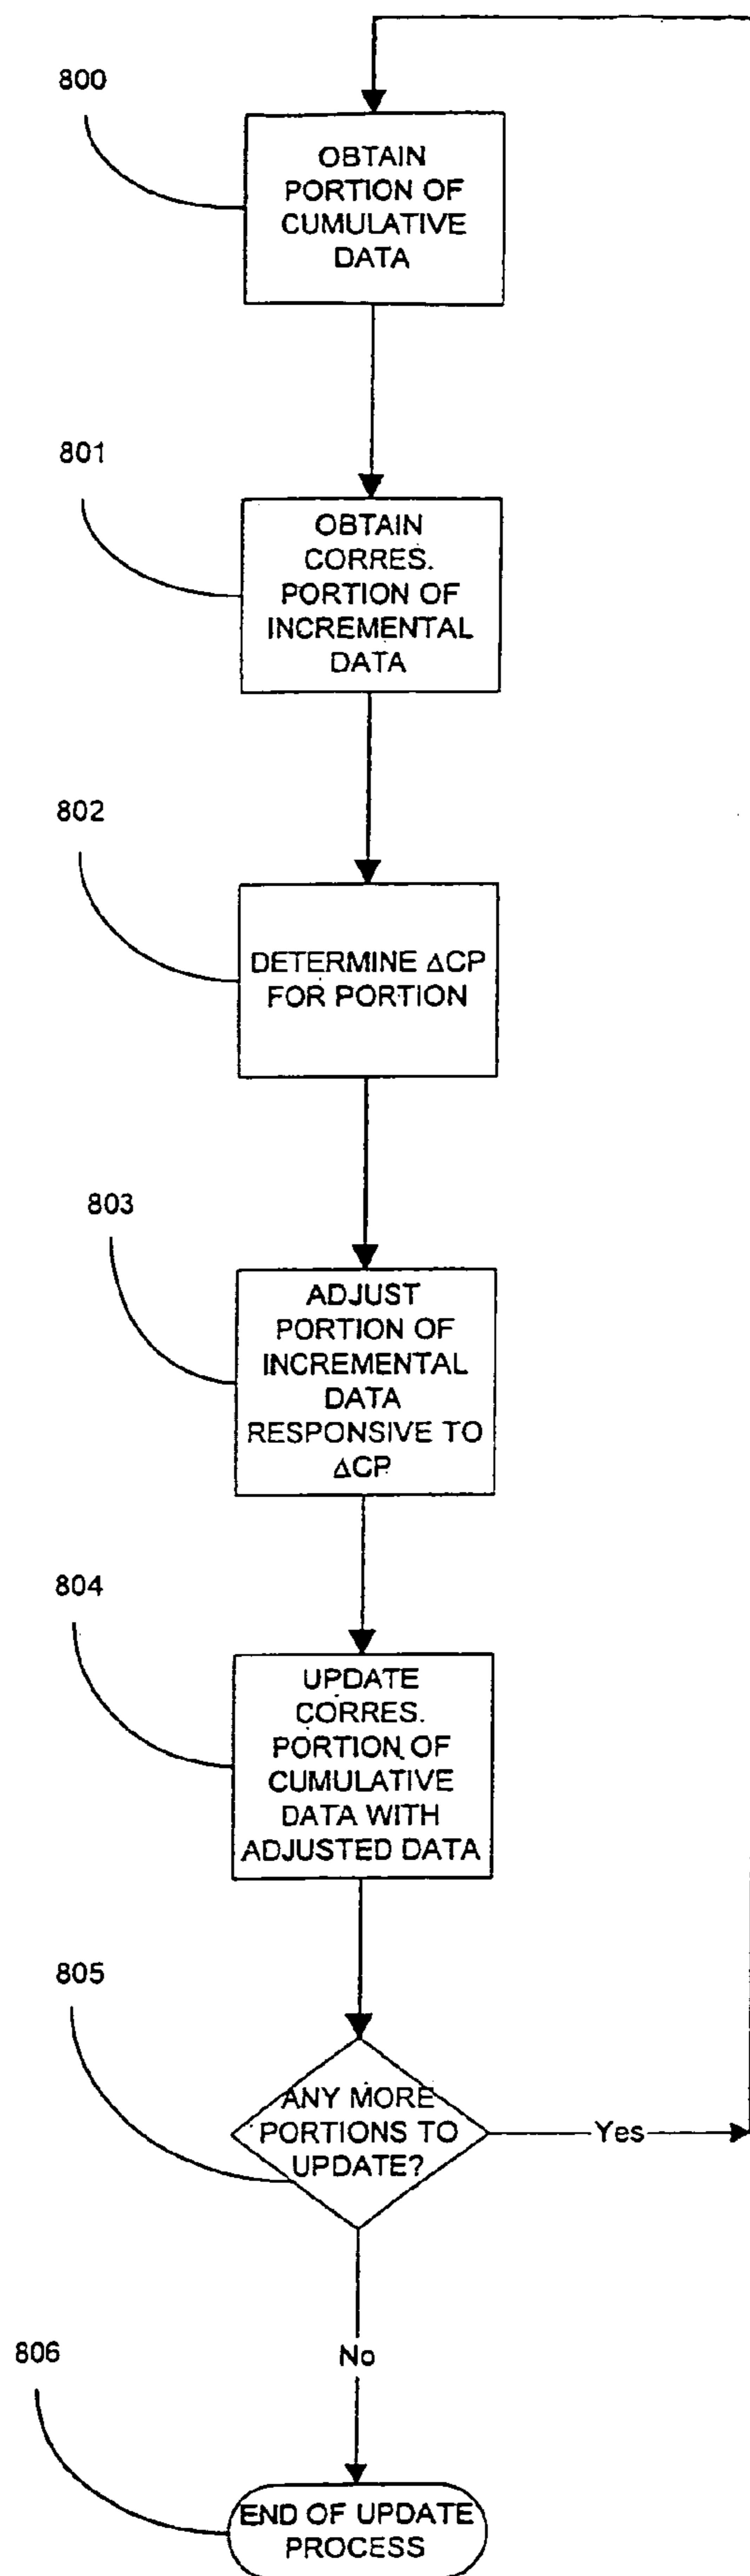 800
OBTAIN
PORTION OF
CUMULATIVE
DATA
801
OBTAIN
CORRES.
PORTION OF
INCREMENTAL
DATA
802
DETERMINE ΔCP
FOR PORTION
803
ADJUST
PORTION OF
INCREMENTAL
DATA
RESPONSIVE TO
ΔCP
804
UPDATE
CORRES.
PORTION OF
CUMULATIVE
DATA WITH
ADJUSTED DATA
805
ANY MORE
PORTIONS TO
UPDATE?
Yes
No
806
END OF UPDATE
PROCESS